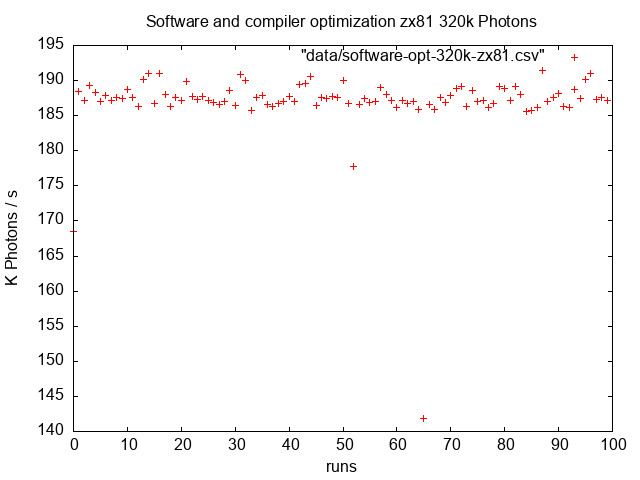 Software and compiler optimization zx81 320k Photons
"data/software-opt-320k-zx81.csv"
195
190
185
180
175
170
165
160
155
150
145
140
K Photons / s
0 10 20 30 40 50 60 70 80 90 100
runs